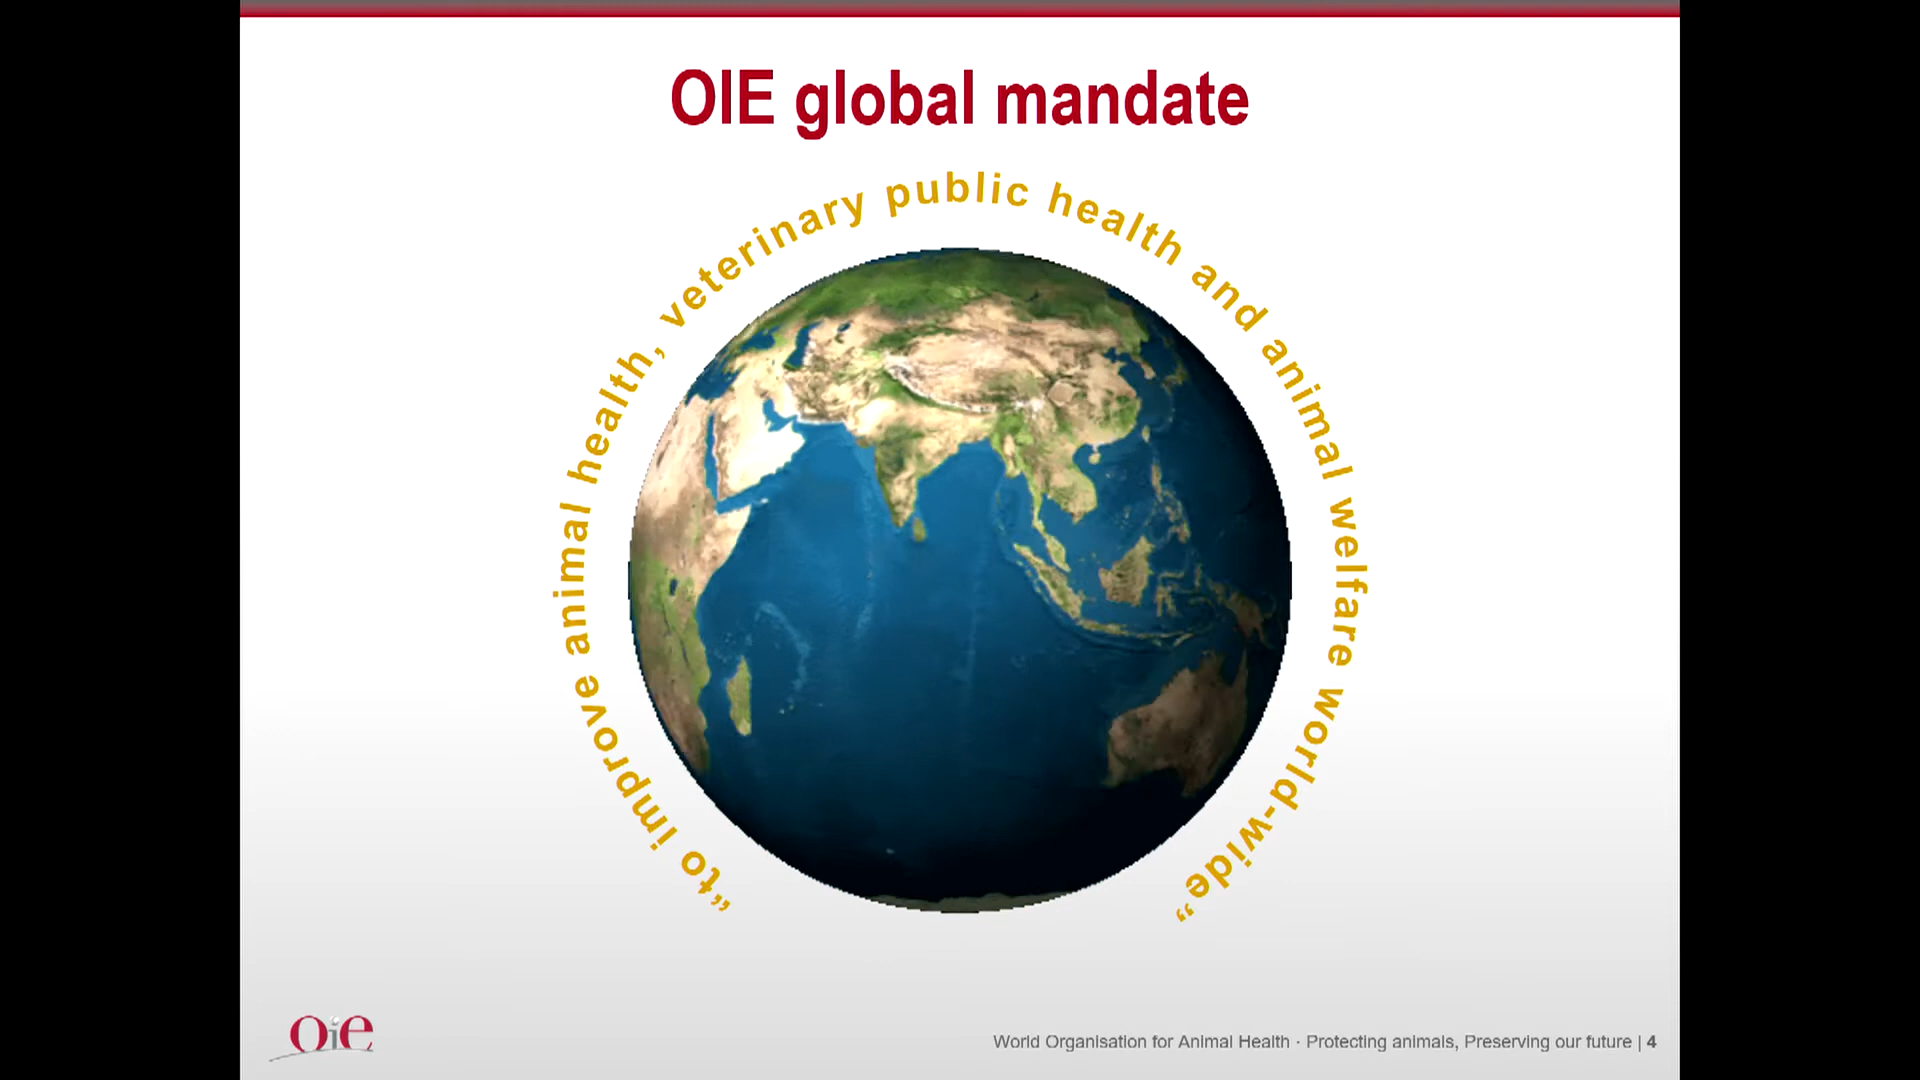 OIE global mandate
“to improve animal health, veterinary public health and animal welfare world-wide”
Oie
World Organisation for Animal Health · Protecting animals, Preserving our future | 4